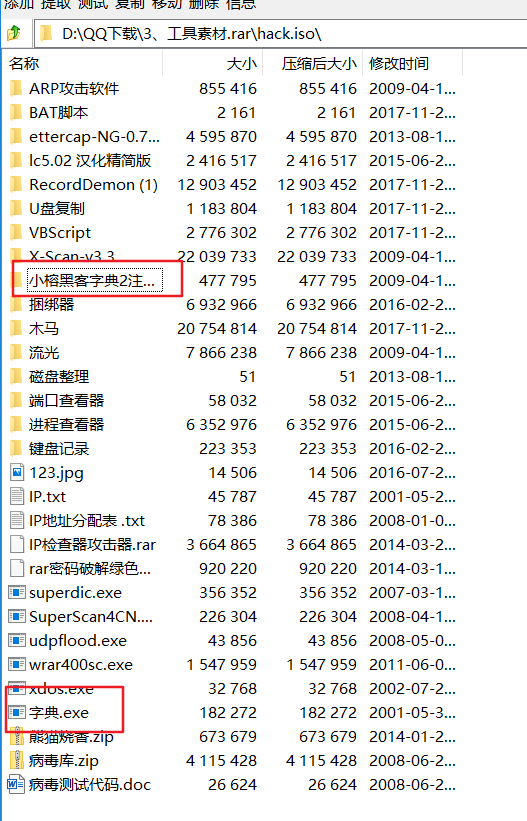 添加 提取 测试 复制 移动 删除 信息
D:\QQ下载\3、工具素材.rar\hack.iso\
名称 大小 压缩后大小 修改时间
ARP攻击软件 855 416 855 416 2009-04-1...
BAT脚本 2 161 2 161 2017-11-2...
ettercap-NG-0.7... 4 595 870 4 595 870 2013-08-1...
lc5.02 汉化精简版 2 416 517 2 416 517 2015-06-2...
RecordDemon (1) 12 903 452 12 903 452 2017-11-2...
U盘复制 1 183 804 1 183 804 2017-11-2...
VBScript 2 776 302 2 776 302 2017-11-2...
X-Scan-v3.3 22 039 733 22 039 733 2009-04-1...
小榕黑客字典2注... 477 795 477 795 2009-04-1...
捆绑器 6 932 966 6 932 966 2016-02-2...
木马 20 754 814 20 754 814 2017-11-2...
流光 7 866 238 7 866 238 2009-04-1...
磁盘整理 51 51 2013-08-1...
端口查看器 58 032 58 032 2015-06-2...
进程查看器 6 352 976 6 352 976 2015-06-2...
键盘记录 223 353 223 353 2016-02-2...
123.jpg 14 506 14 506 2016-07-2...
IP.txt 45 787 45 787 2001-05-2...
IP地址分配表 .txt 78 386 78 386 2008-01-0...
IP检查器攻击器.rar 3 664 865 3 664 865 2014-03-2...
rar密码破解绿色... 920 220 920 220 2014-03-1...
superdic.exe 356 352 356 352 2007-03-1...
SuperScan4CN.... 226 304 226 304 2008-04-1...
udpflood.exe 43 856 43 856 2008-05-0...
wrar400sc.exe 1 547 959 1 547 959 2011-06-0...
xdos.exe 32 768 32 768 2002-07-2...
字典.exe 182 272 182 272 2001-05-3...
熊猫烧香.zip 673 679 673 679 2014-01-2...
病毒库.zip 4 115 428 4 115 428 2008-06-2...
病毒测试代码.doc 26 624 26 624 2008-06-2...